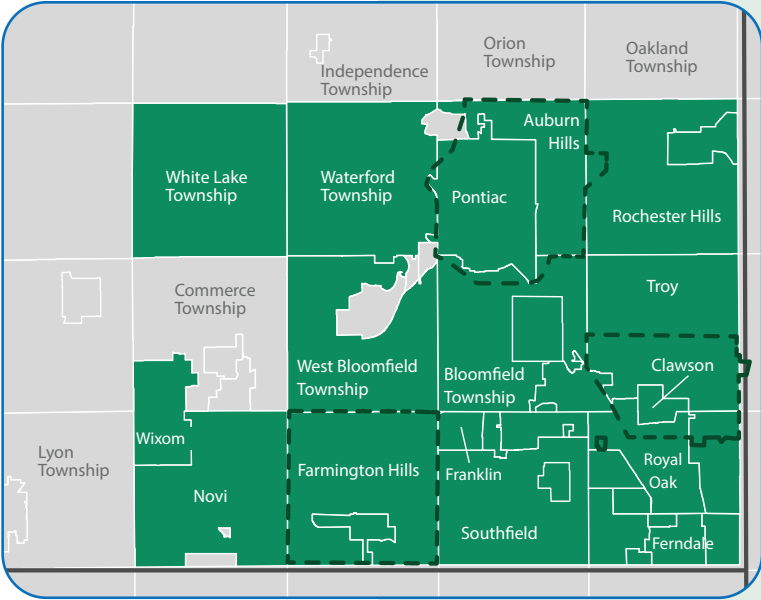 Orion
Township
Oakland
Township
Independence
Township
Auburn
Hills
White Lake
Township
Waterford
Township
Pontiac
Rochester Hills
Commerce
Township
Troy
West Bloomfield
Township
Bloomfield
Township
Clawson
Wixom
Lyon
Township
Farmington Hills
Franklin
Royal
Oak
Novi
Southfield
Ferndale